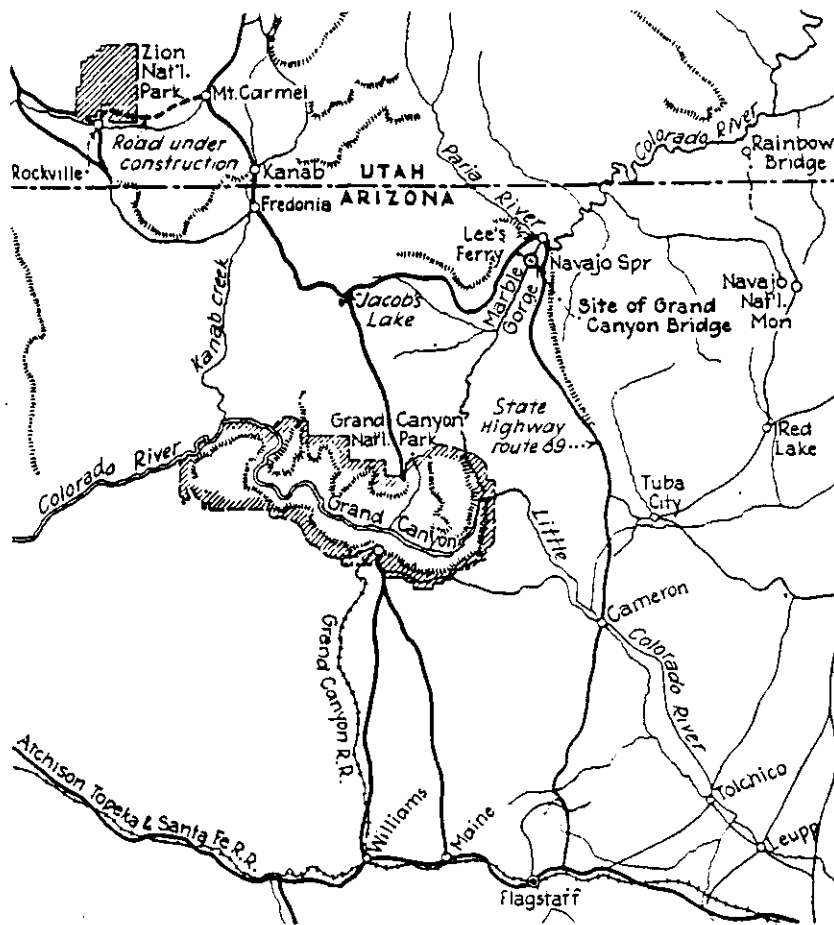 Zion
Nat'l.
Park
Mt. Carmel
Road under
construction
Rockville
Kanab
UTAH
ARIZONA
Fredonia
Paria River
Colorado River
Rainbow
Bridge
Lee's
Ferry
Navajo Spr
Marble
Gorge
Site of Grand
Canyon Bridge
Navajo
Nat'l.
Mon
Jacob's
Lake
Kanab Creek
Grand Canyon
Nat'l. Park
State
Highway
route 89
Red
Lake
Colorado River
Grand Canyon
Tuba
City
Little
Colorado River
Cameron
Grand Canyon R.R.
Tolchico
Leupp
Atchison Topeka & Santa Fe R.R.
Williams
Maine
Flagstaff